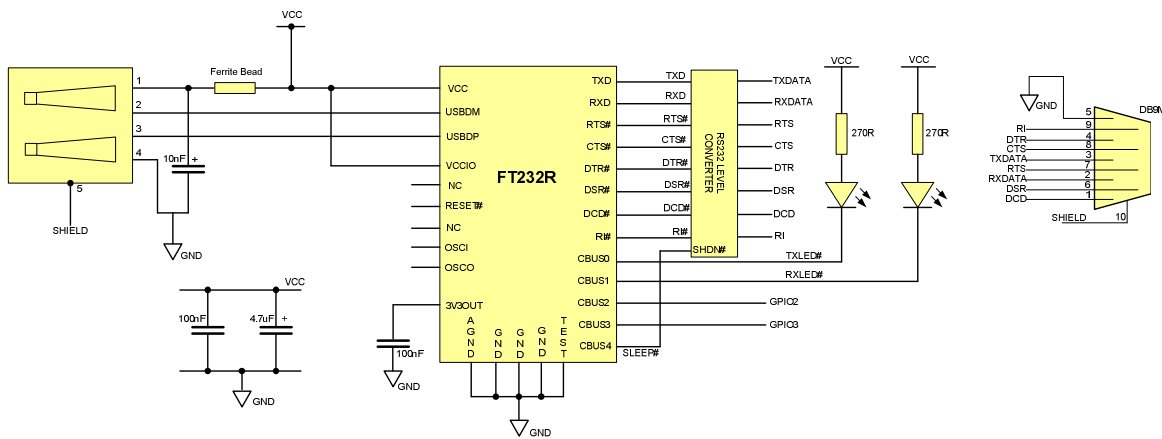 VCC
Ferrite Bead
1
2
3
4
5
SHIELD
10nF +
GND
VCC
100nF
4.7uF +
GND
VCC
USBDM
USBDP
VCCIO
NC
RESET#
NC
OSCI
OSCO
3V3OUT
100nF
GND
FT232R
AGND
GND
GND
GND
TEST
GND
TXD
RXD
RTS#
CTS#
DTR#
DSR#
DCD#
RI#
CBUS0
CBUS1
CBUS2
CBUS3
CBUS4
TXD
RXD
RTS#
CTS#
DTR#
DSR#
DCD#
RI#
SLEEP#
RS232 LEVEL
CONVERTER
SHDN#
TXDATA
RXDATA
RTS
CTS
DTR
DSR
DCD
RI
TXLED#
RXLED#
GPIO2
GPIO3
VCC
270R
VCC
270R
GND
DB9M
5
RI 9
DTR 4
CTS 8
TXDATA 3
RTS 7
RXDATA 2
DSR 6
DCD 1
SHIELD 10